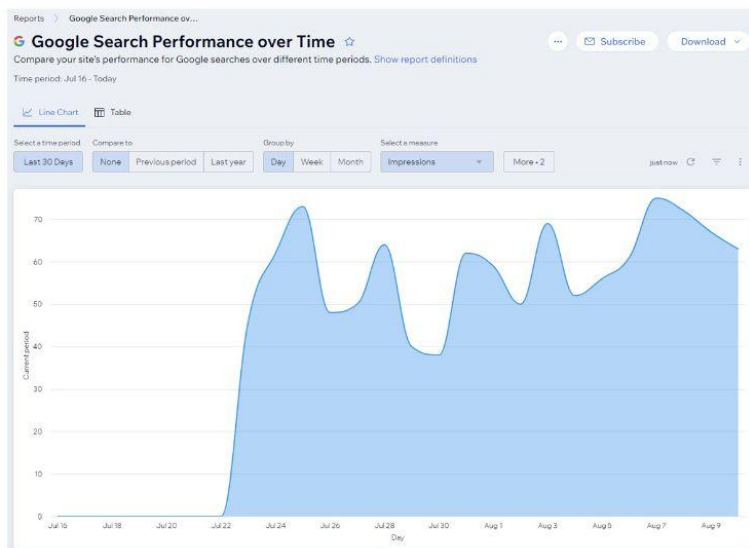 Reports > Google Search Performance ov...
Google Search Performance over Time
... Subscribe Download
Compare your site's performance for Google searches over different time periods. Show report definitions
Time period: Jul 16 - Today
Line Chart Table
Select a time period Compare to Group by Select a measure
Last 30 Days None Previous period Last year Day Week Month Impressions More • 2 just now
70
60
50
40
30
20
10
0
Current period
Jul 16 Jul 18 Jul 20 Jul 22 Jul 24 Jul 26 Jul 28 Jul 30 Aug 1 Aug 3 Aug 5 Aug 7 Aug 9
Day